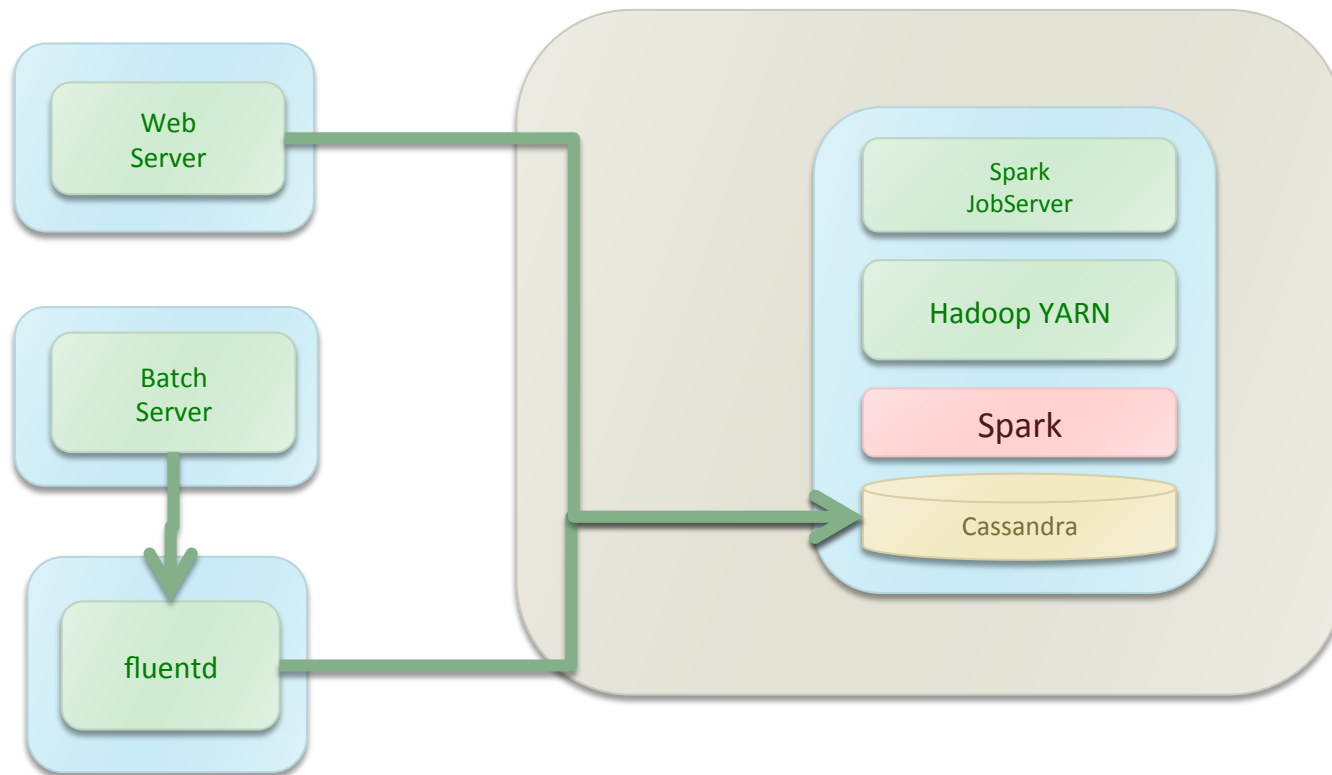 Web
Server
Batch
Server
fluentd
Spark
JobServer
Hadoop YARN
Spark
Cassandra